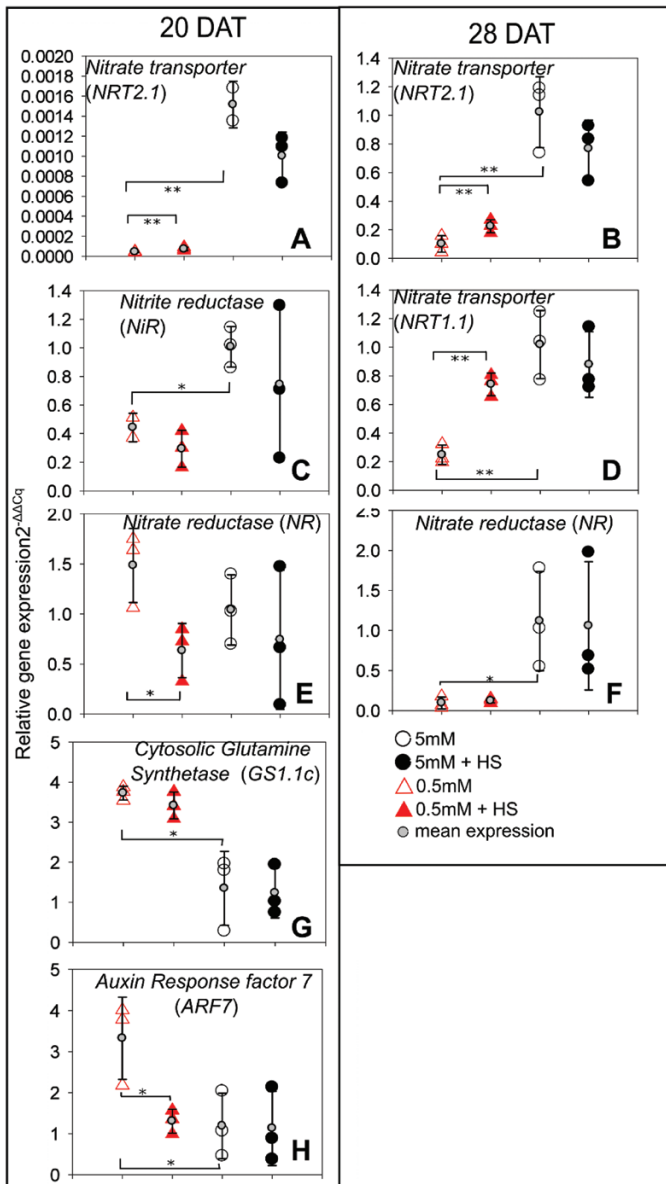 20 DAT
Nitrate transporter
(NRT2.1)
0.0020
0.0018
0.0016
0.0014
0.0012
0.0010
0.0008
0.0006
0.0004
0.0002
0.0000
**
**
A
Nitrite reductase
(NiR)
1.4
1.2
1.0
0.8
0.6
0.4
0.2
0.0
*
C
Nitrate reductase (NR)
2.0
1.5
1.0
0.5
0.0
*
E
Cytosolic Glutamine
Synthetase (GS1.1c)
5
4
3
2
1
0
*
G
Auxin Response factor 7
(ARF7)
5
4
3
2
1
0
*
*
H
Relative gene expression2-ΔΔCq
28 DAT
Nitrate transporter
(NRT2.1)
1.4
1.2
1.0
0.8
0.6
0.4
0.2
0.0
**
**
B
Nitrate transporter
(NRT1.1)
1.4
1.2
1.0
0.8
0.6
0.4
0.2
0.0
**
**
D
Nitrate reductase (NR)
2.5
2.0
1.5
1.0
0.5
0.0
*
F
5mM
5mM + HS
0.5mM
0.5mM + HS
mean expression